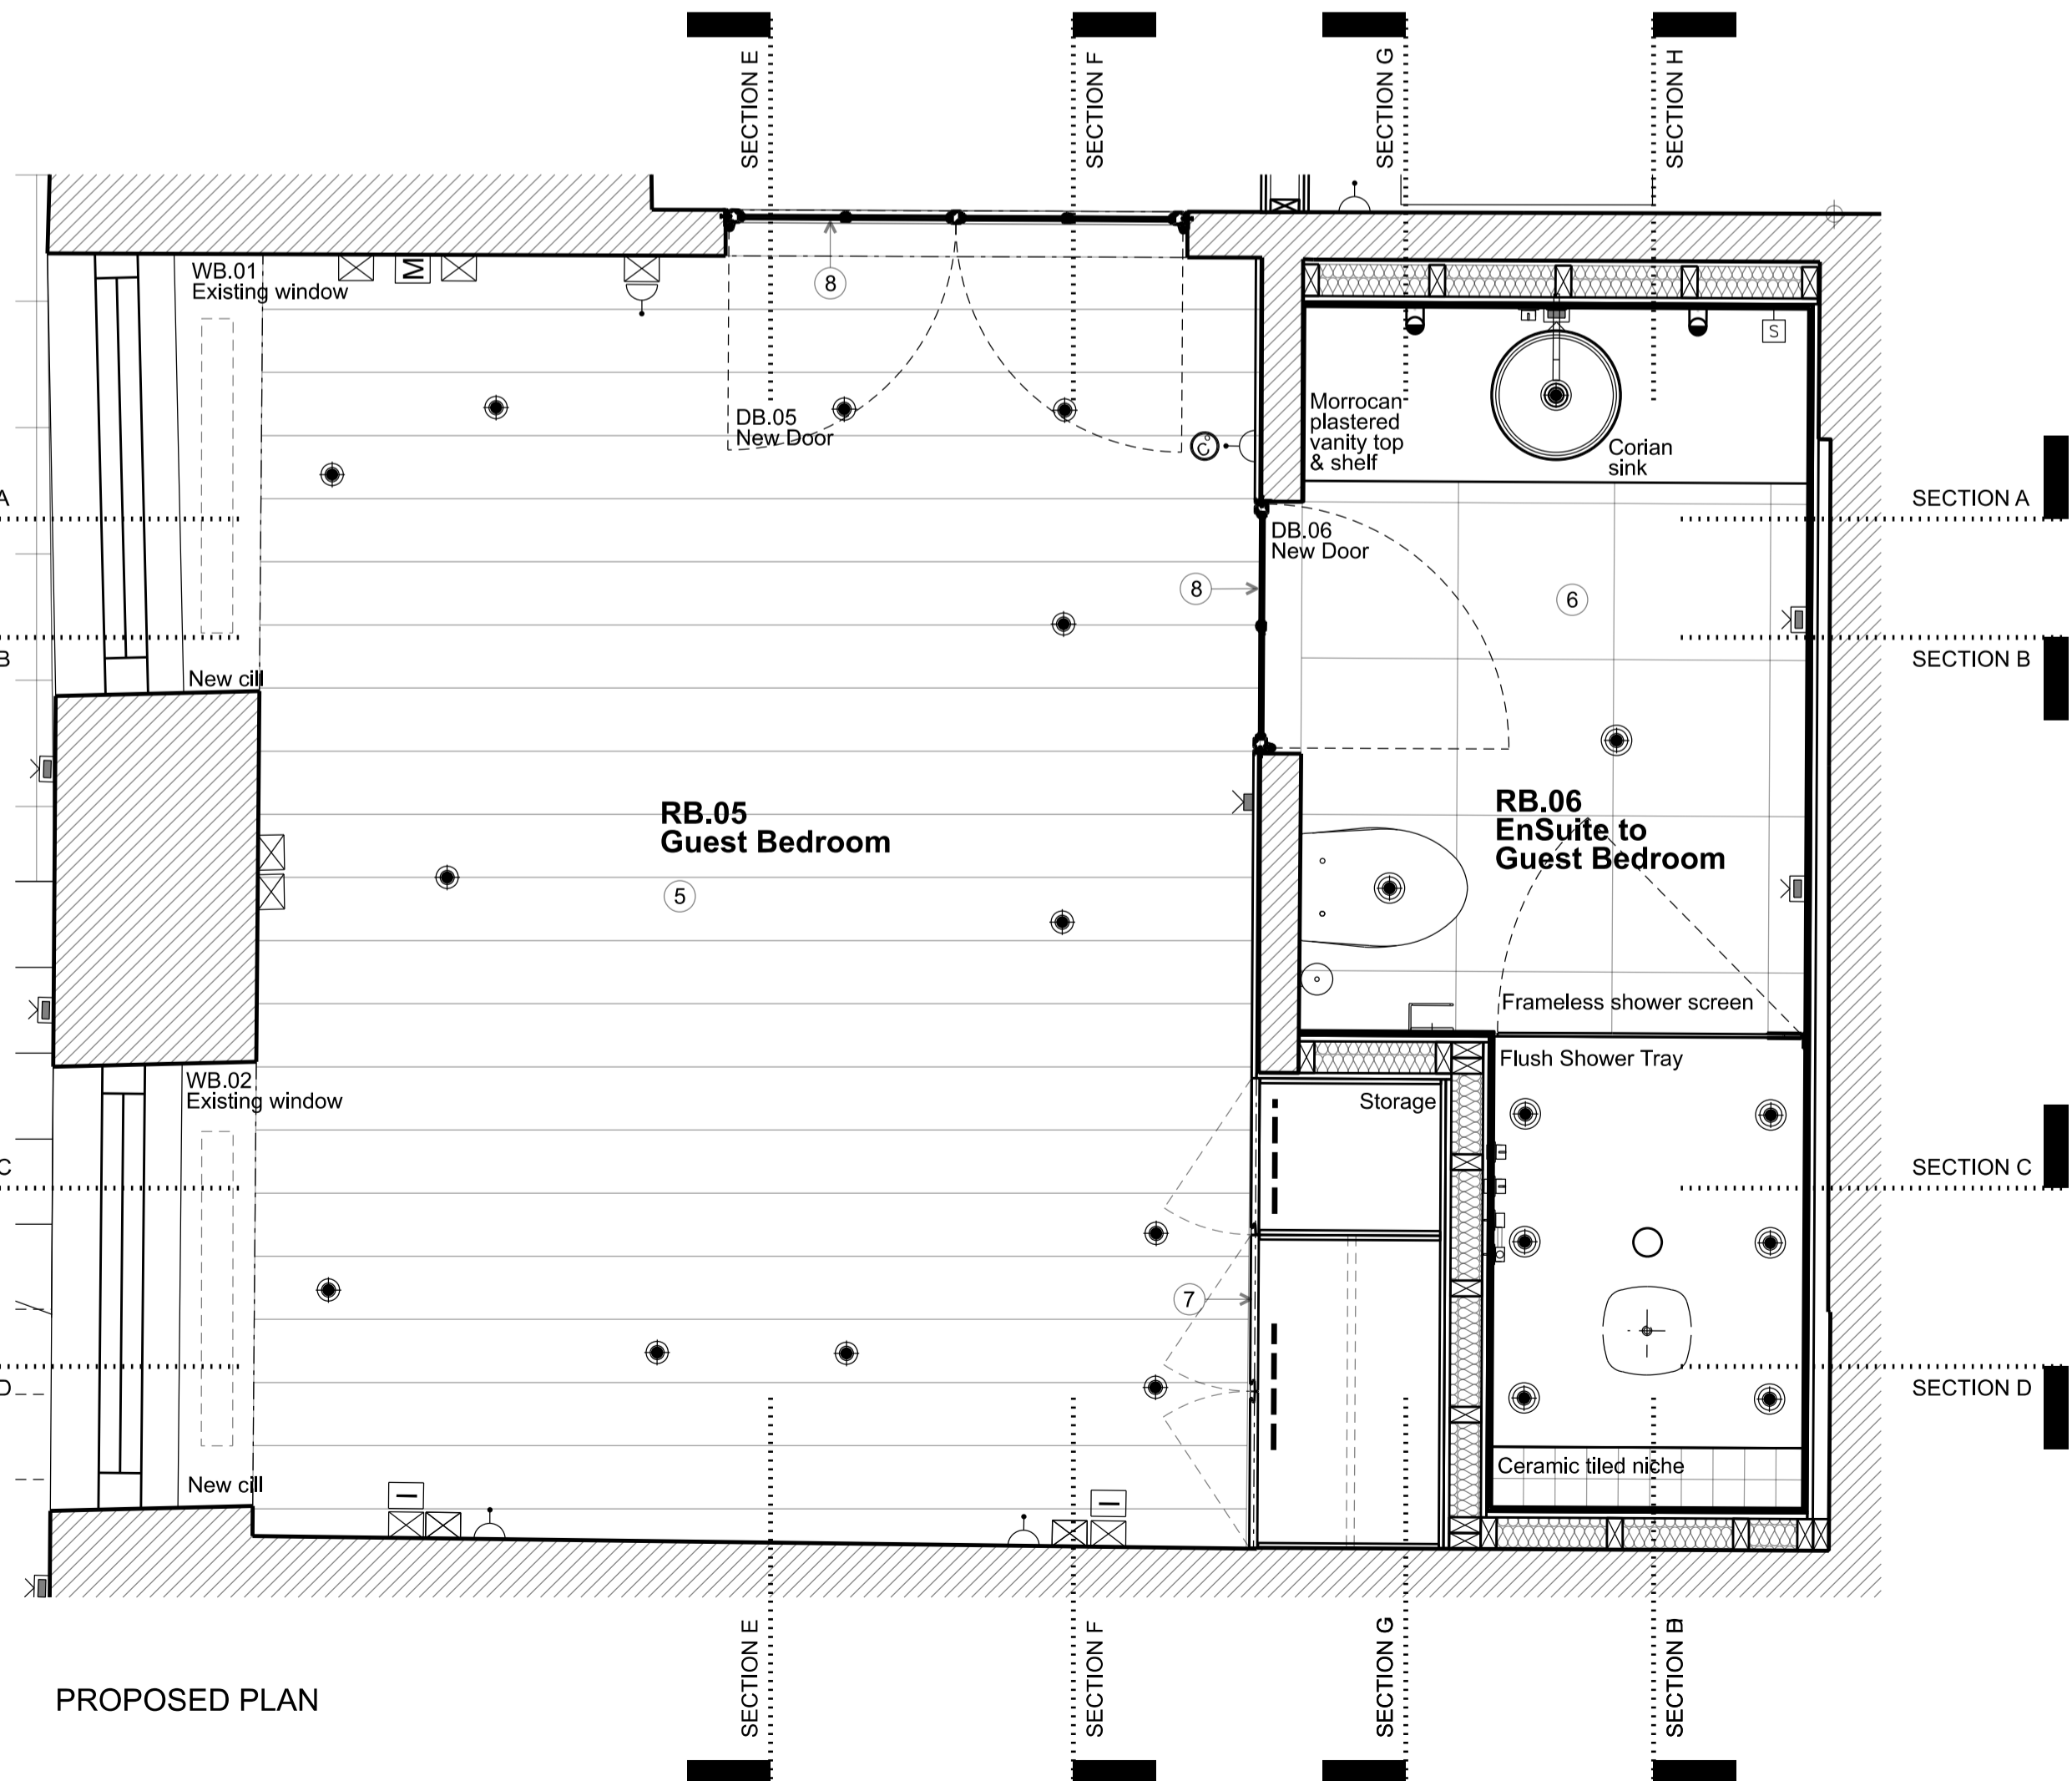 SECTION E
SECTION F
SECTION G
SECTION H
WB.01
Existing window
M
8
S
DB.05
New Door
C°
Morrocan
plastered
vanity top
& shelf
Corian
sink
A
SECTION A
DB.06
New Door
8
6
B
SECTION B
New cill
RB.05
Guest Bedroom
5
RB.06
EnSuite to
Guest Bedroom
Frameless shower screen
Flush Shower Tray
WB.02
Existing window
Storage
C
SECTION C
7
D
SECTION D
New cill
Ceramic tiled niche
I
I
SECTION E
SECTION F
SECTION G
PROPOSED PLAN